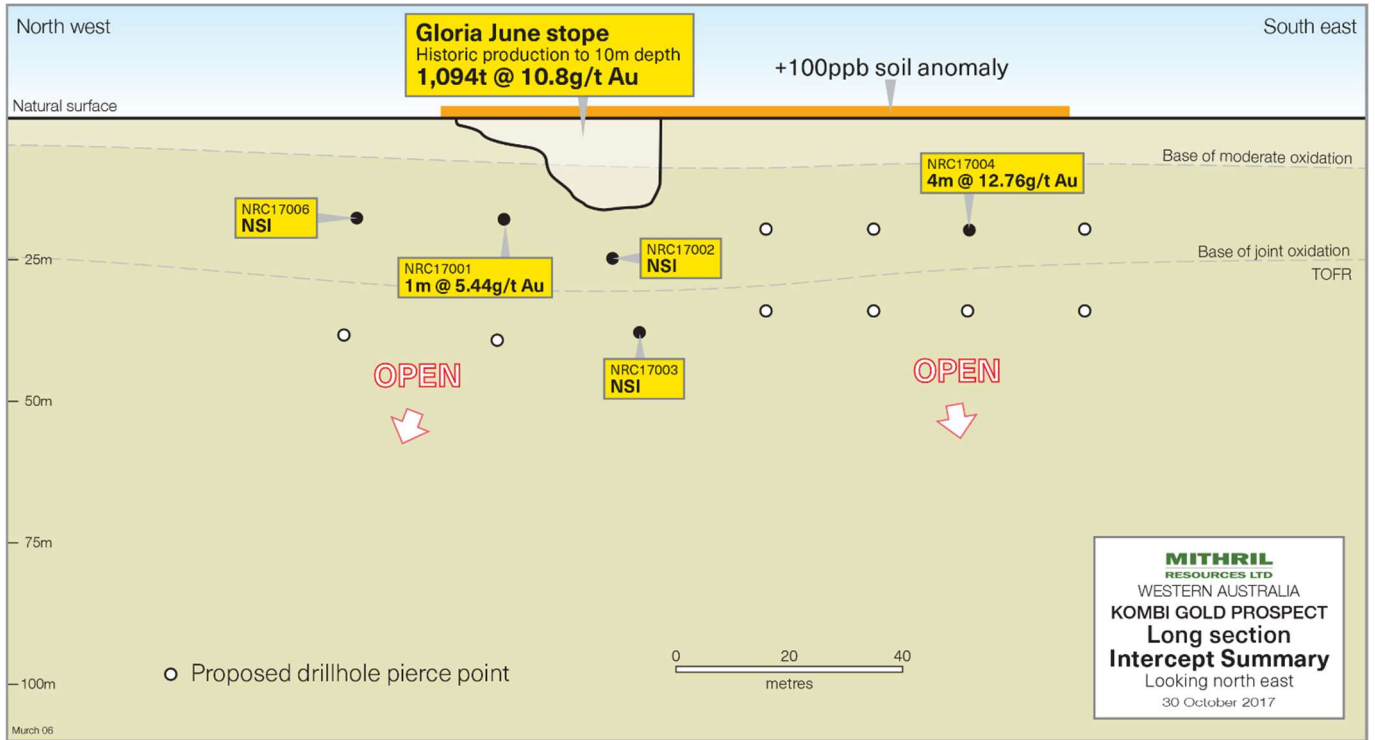 North west
South east
Gloria June stope
Historic production to 10m depth
1,094t @ 10.8g/t Au
+100ppb soil anomaly
Natural surface
Base of moderate oxidation
NRC17004
4m @ 12.76g/t Au
NRC17006
NSI
NRC17002
NSI
Base of joint oxidation
TOFR
25m
NRC17001
1m @ 5.44g/t Au
NRC17003
NSI
OPEN
OPEN
50m
75m
100m
Proposed drillhole pierce point
0 20 40
metres
MITHRIL
RESOURCES LTD
WESTERN AUSTRALIA
KOMBI GOLD PROSPECT
Long section
Intercept Summary
Looking north east
30 October 2017
Murch 06